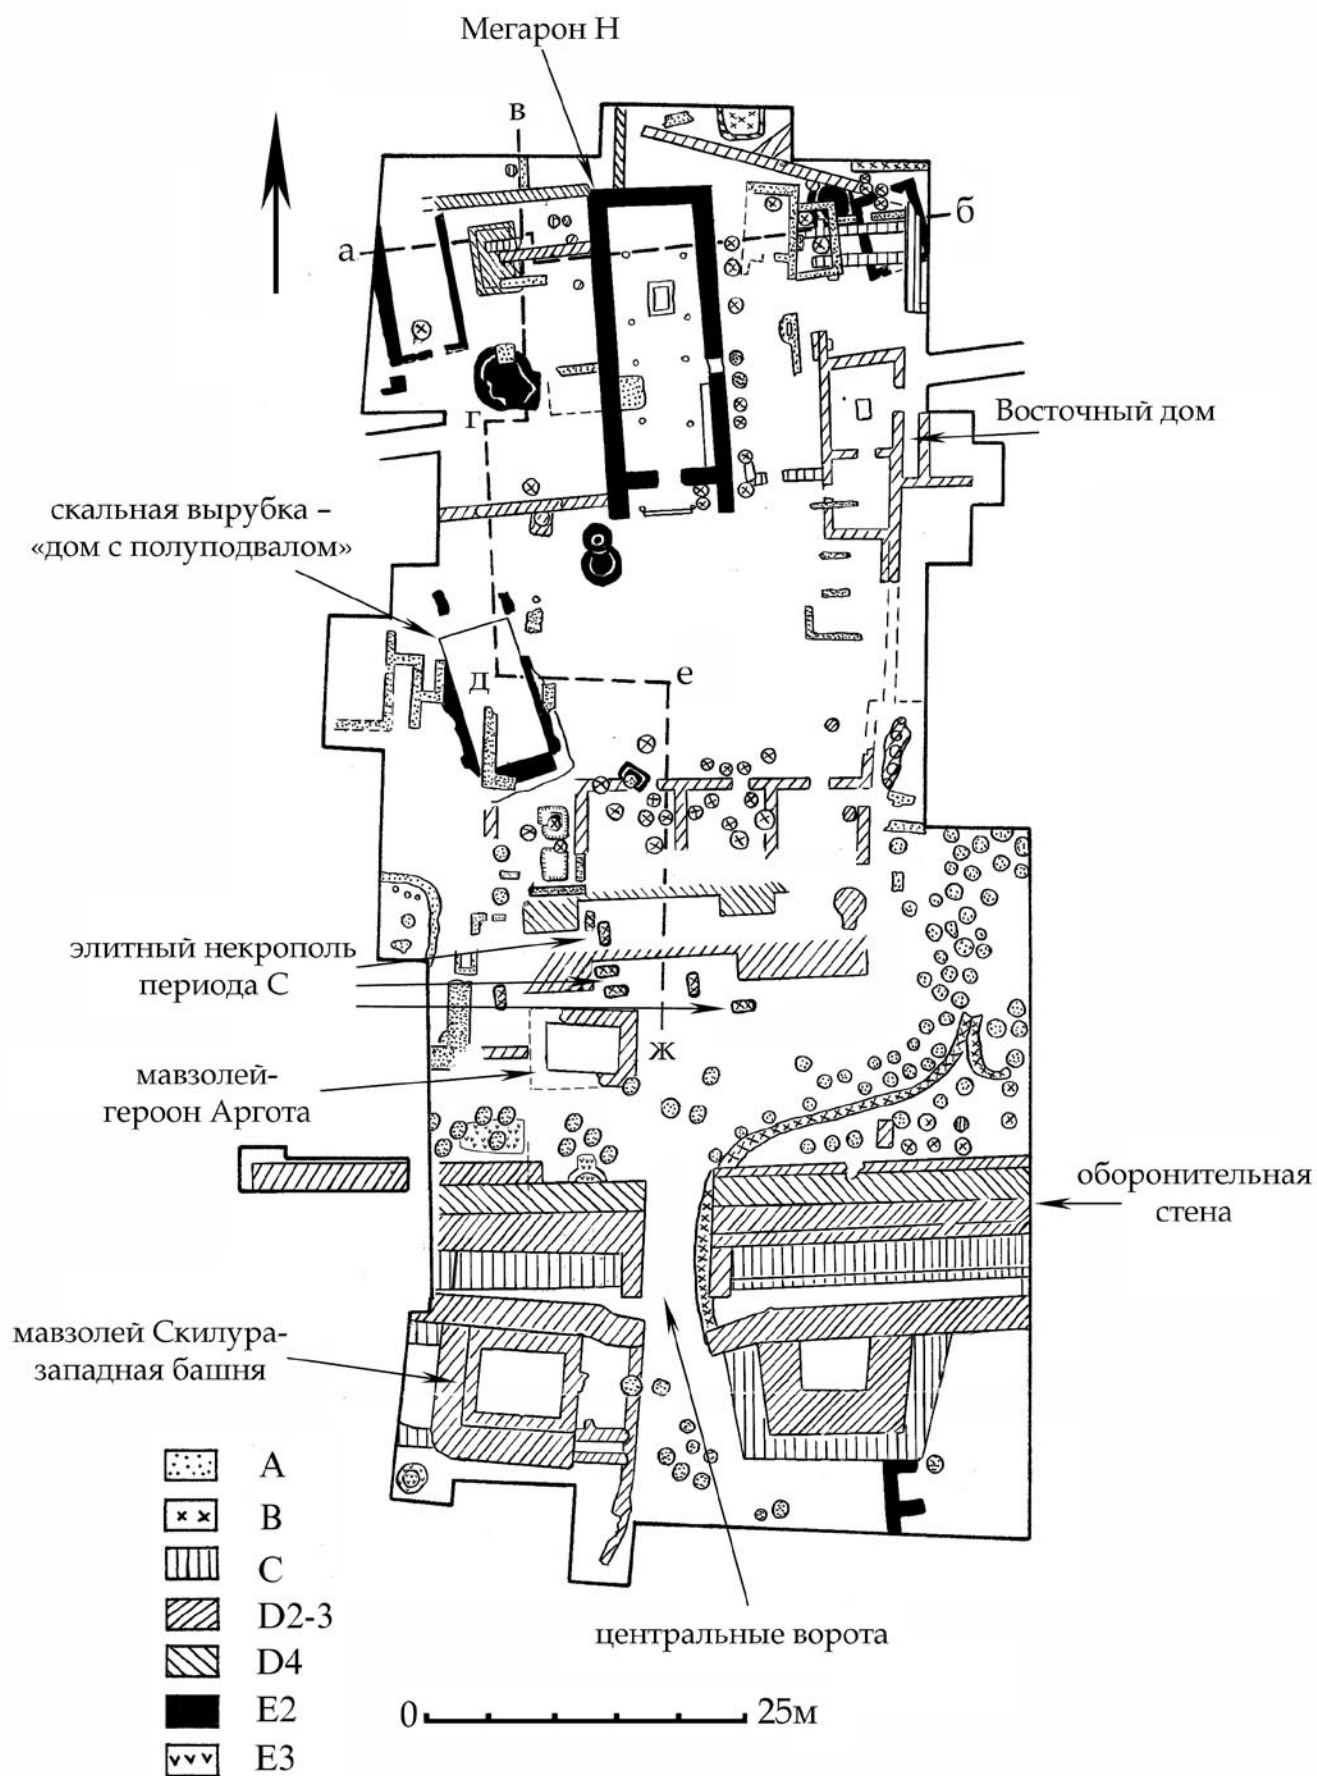 Мегарон Н
в
б
а
Восточный дом
г
скальная вырубка –
«дом с полуподвалом»
д
е
элитный некрополь
периода С
ж
мавзолей-
героон Аргота
оборонительная
стена
мавзолей Скилура-
западная башня
A
B
C
D2-3
D4
E2
E3
центральные ворота
0
25м